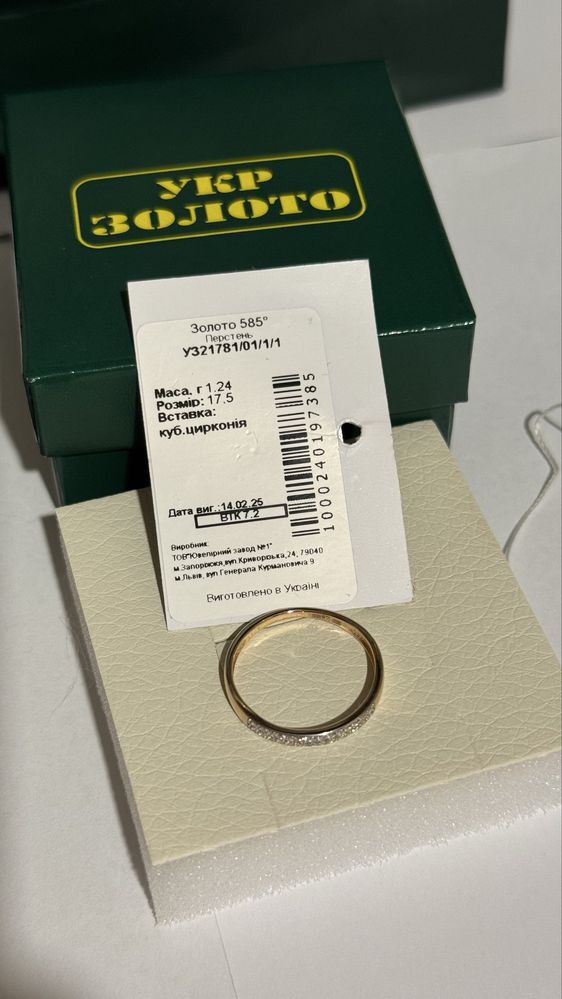 УКР
ЗОЛОТО
Золото 585°
Перстень
УЗ21781/01/1/1
Маса, г 1.24
Розмір: 17.5
Вставка:
куб.цирконія
1000240197385
Дата виг.:14.02.25
ВТК 7.2
Виробник:
ТОВ"Ювелірний завод №1"
м.Запоріжжя,вул.Криворізька,24, 79040
м.Львів, вул Генерала Курмановича 9
Виготовлено в Україні